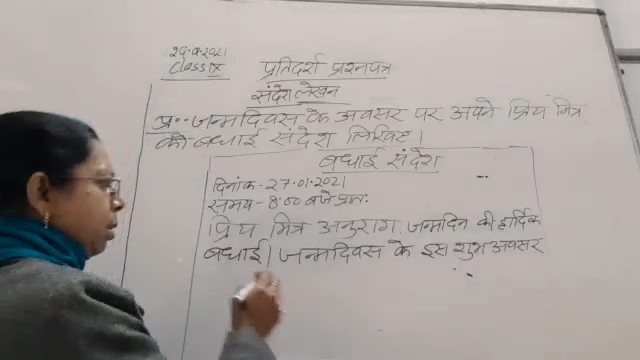 29.9.2021
CLASS IX
प्रतिदर्श प्रश्नपत्र
संदेश लेखन
प्र०- जन्मदिवस के अवसर पर अपने प्रिय मित्र
को बधाई संदेश लिखिए।
बधाई संदेश
दिनांक - 27.01.2021
समय - 8:00 बजे प्रात:
प्रिय मित्र अनुराग, जन्मदिन की हार्दिक
बधाई। जन्मदिवस के इस शुभ अवसर